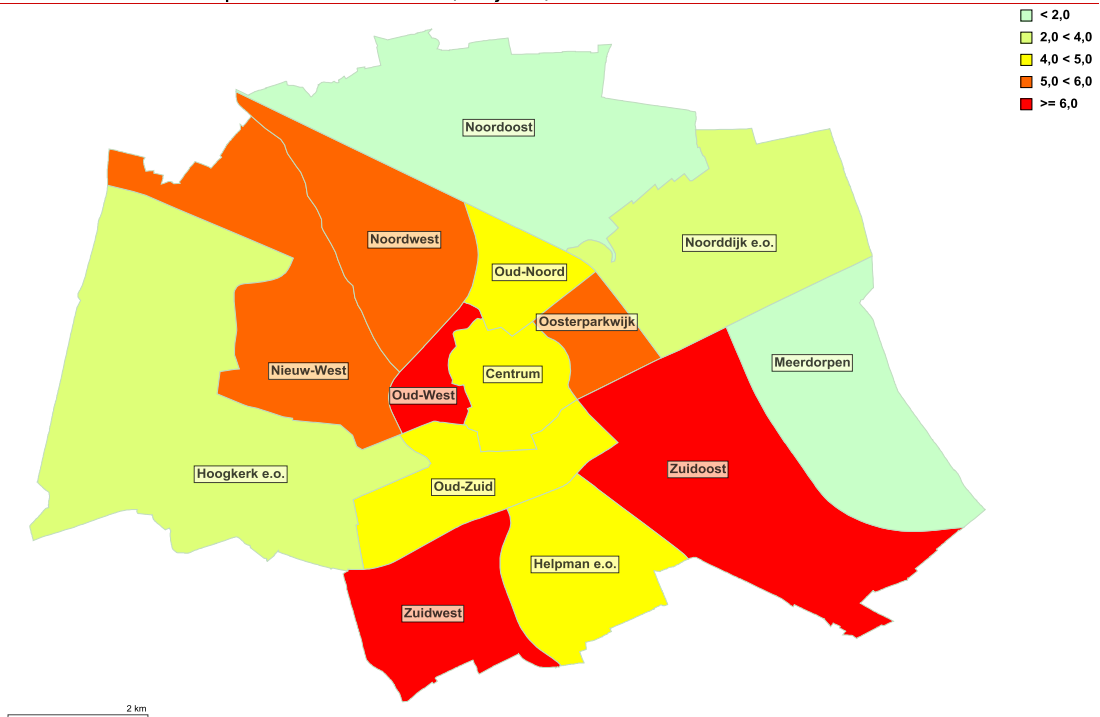 < 2,0
2,0 < 4,0
4,0 < 5,0
5,0 < 6,0
>= 6,0
Noordoost
Noordwest
Noorddijk e.o.
Oud-Noord
Oosterparkwijk
Meerdorpen
Nieuw-West
Centrum
Oud-West
Hoogkerk e.o.
Zuidoost
Oud-Zuid
Helpman e.o.
Zuidwest
2 km